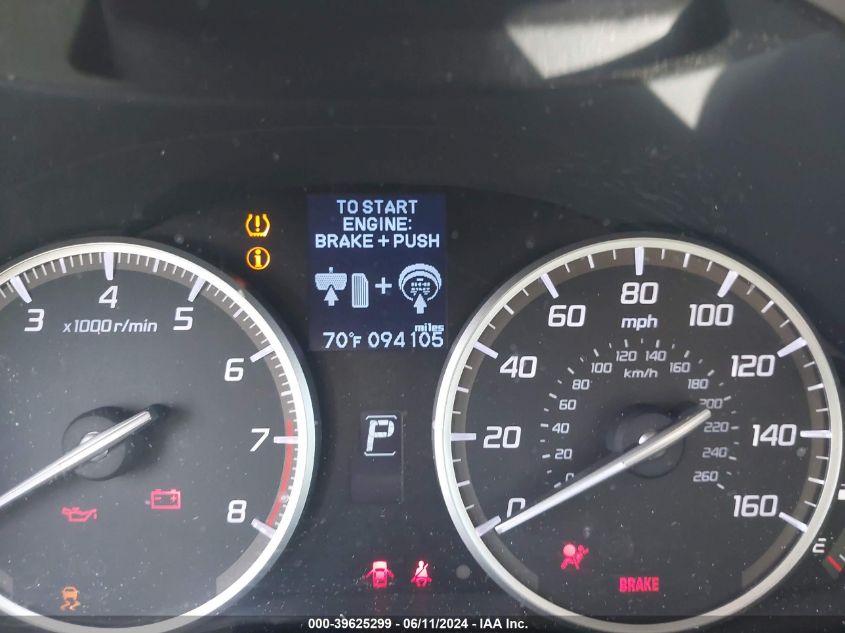 TO START
ENGINE:
BRAKE + PUSH
miles
70°F 094105
3 4 5 6 7 8
x1000 r/min
P
0 20 40 60 80 100 120 140 160
mph
0 20 40 60 80 100 120 140 160 180 200 220 240 260
km/h
BRAKE
E
000-39625299 - 06/11/2024 - IAA Inc.